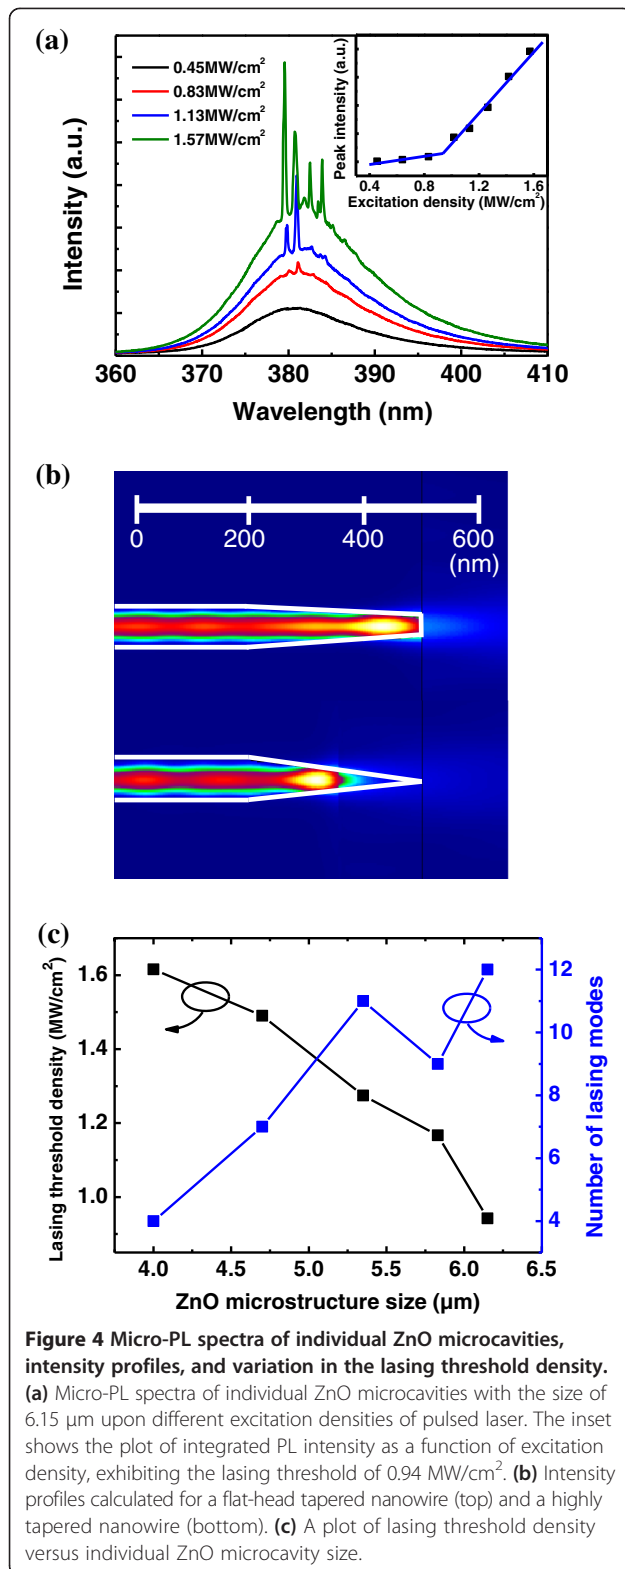 (a)
0.45MW/cm²
0.83MW/cm²
1.13MW/cm²
1.57MW/cm²
Peak intensity (a.u.)
0.4 0.8 1.2 1.6
Excitation density (MW/cm²)
Intensity (a.u.)
360 370 380 390 400 410
Wavelength (nm)
(b)
0 200 400 600
(nm)
(c)
Lasing threshold density (MW/cm²)
1.6
1.4
1.2
1.0
Number of lasing modes
12
10
8
6
4
4.0 4.5 5.0 5.5 6.0 6.5
ZnO microstructure size (µm)
Figure 4 Micro-PL spectra of individual ZnO microcavities,
intensity profiles, and variation in the lasing threshold density.
(a) Micro-PL spectra of individual ZnO microcavities with the size of
6.15 µm upon different excitation densities of pulsed laser. The inset
shows the plot of integrated PL intensity as a function of excitation
density, exhibiting the lasing threshold of 0.94 MW/cm². (b) Intensity
profiles calculated for a flat-head tapered nanowire (top) and a highly
tapered nanowire (bottom). (c) A plot of lasing threshold density
versus individual ZnO microcavity size.